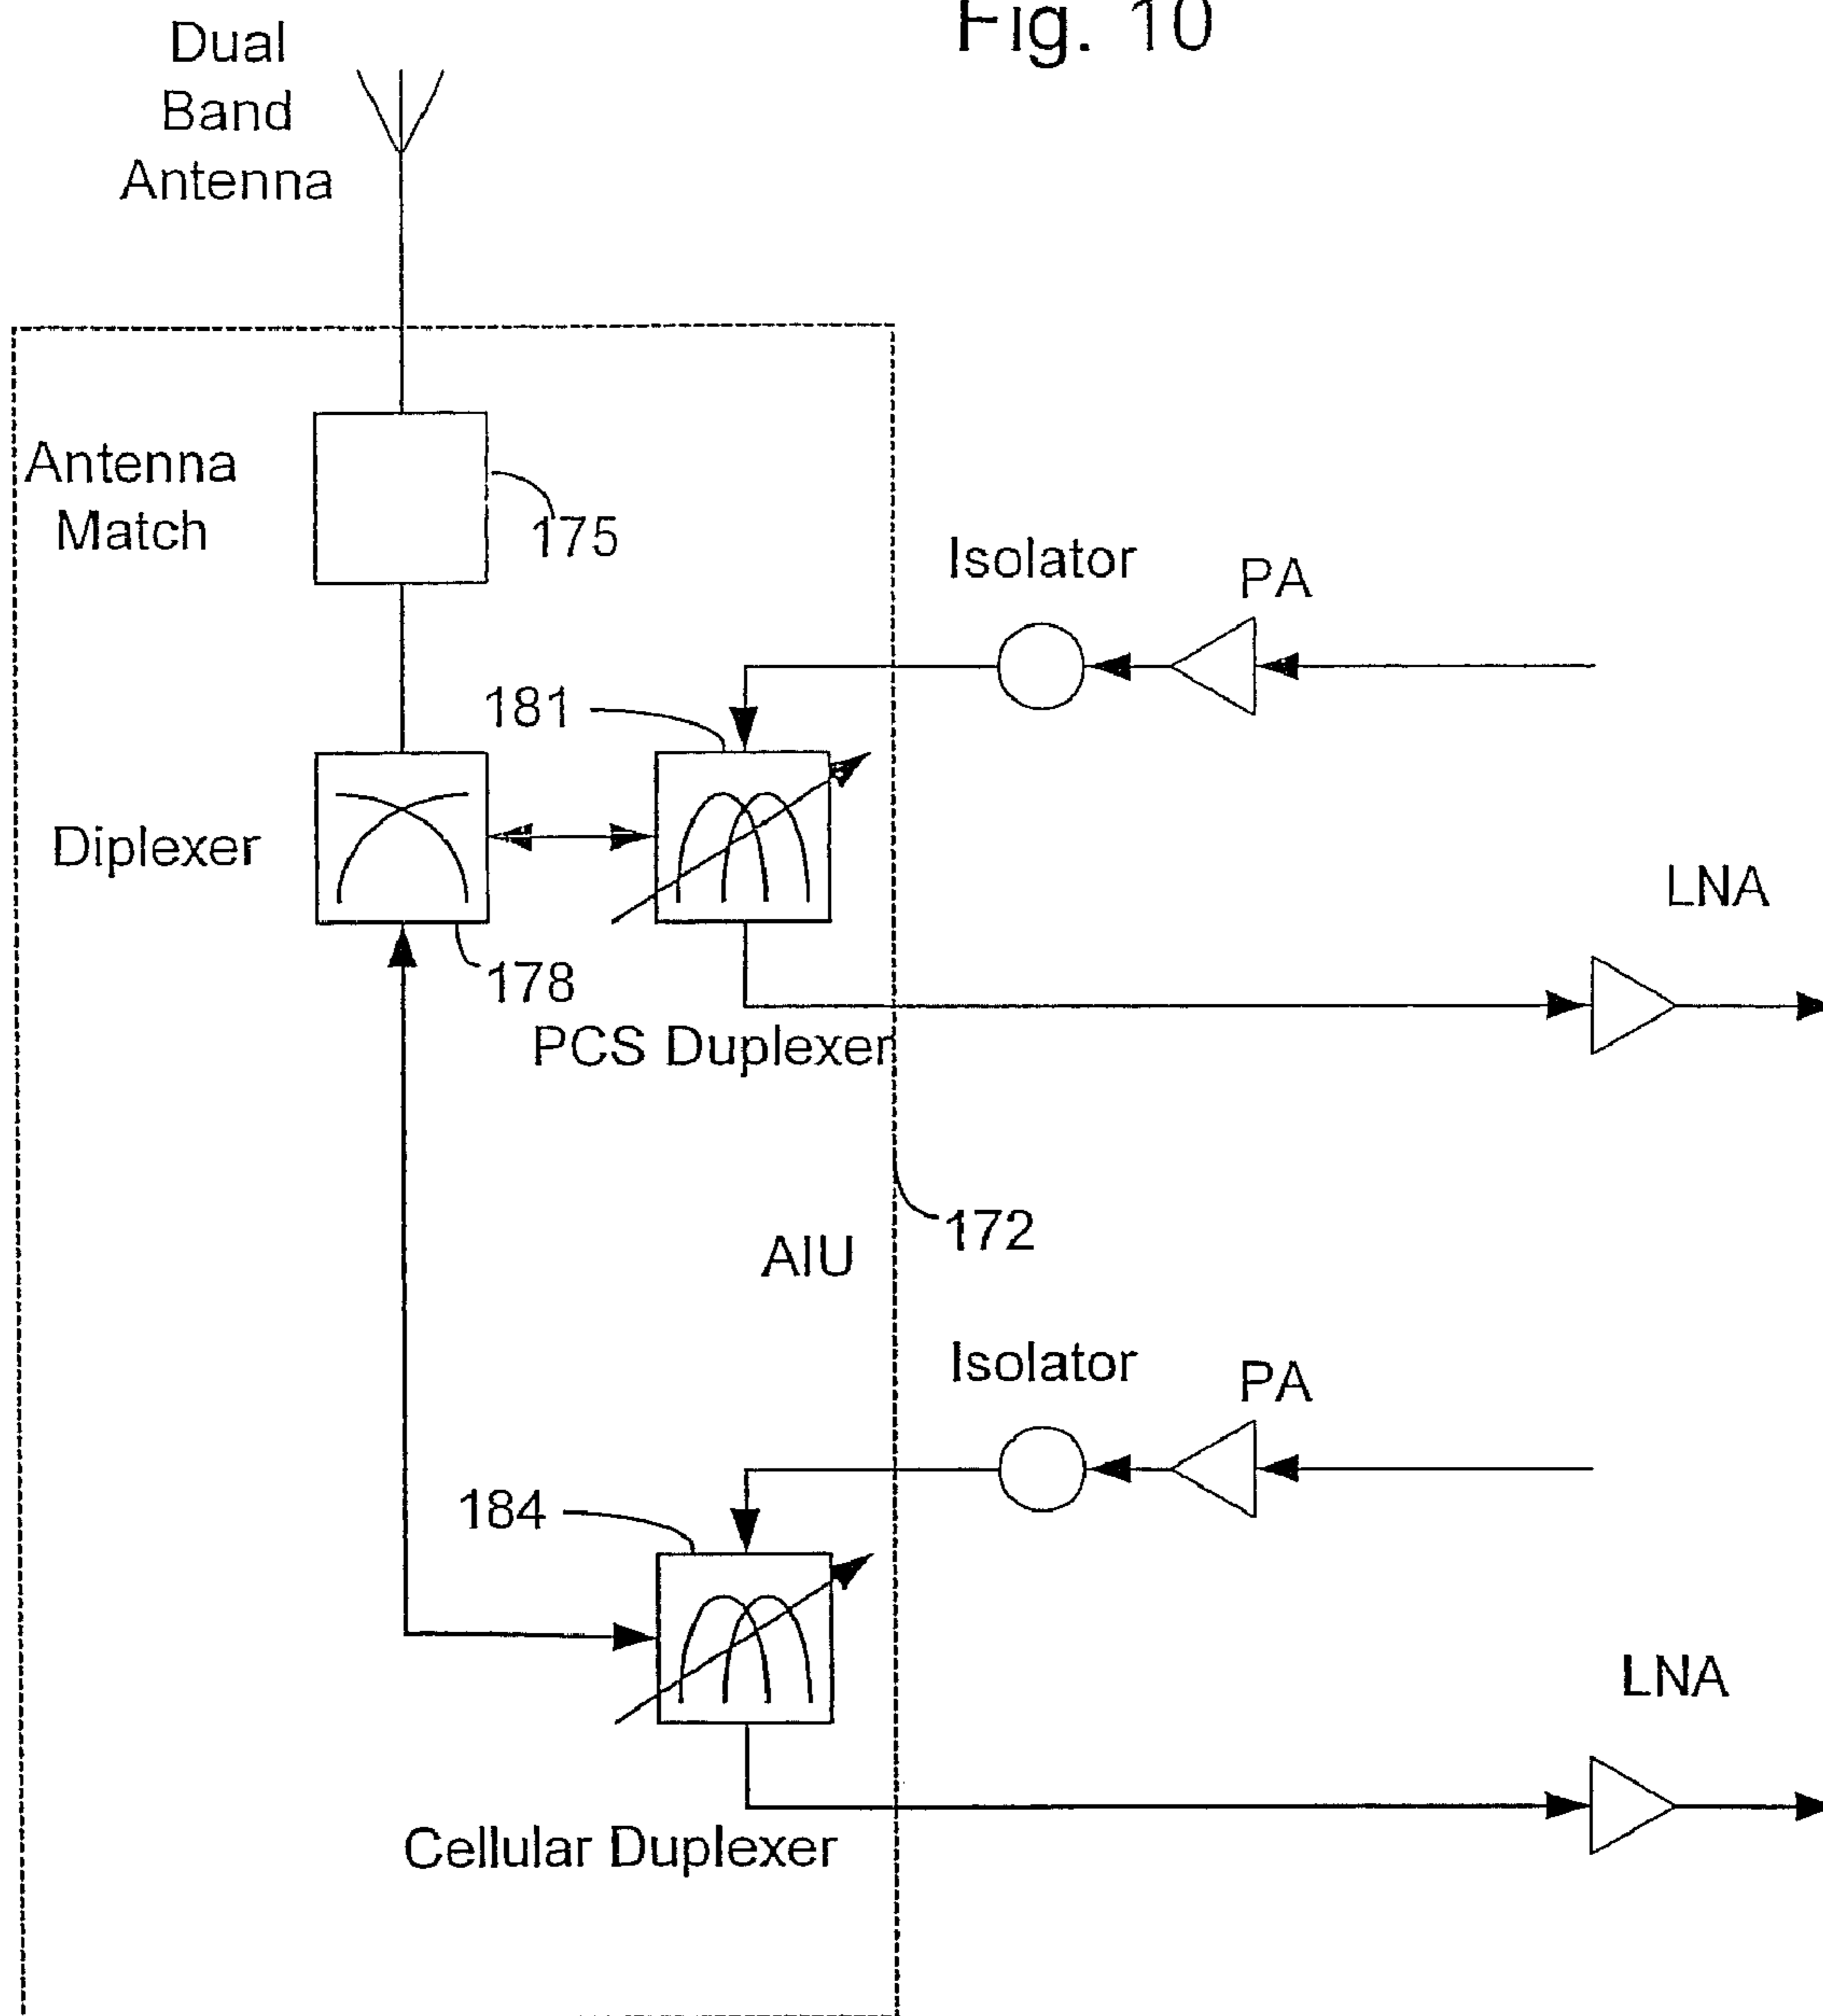 Fig. 10
Dual
Band
Antenna
Antenna
Match
175
Isolator
PA
181
Diplexer
LNA
178
PCS Duplexer
172
AIU
Isolator
PA
184
LNA
Cellular Duplexer